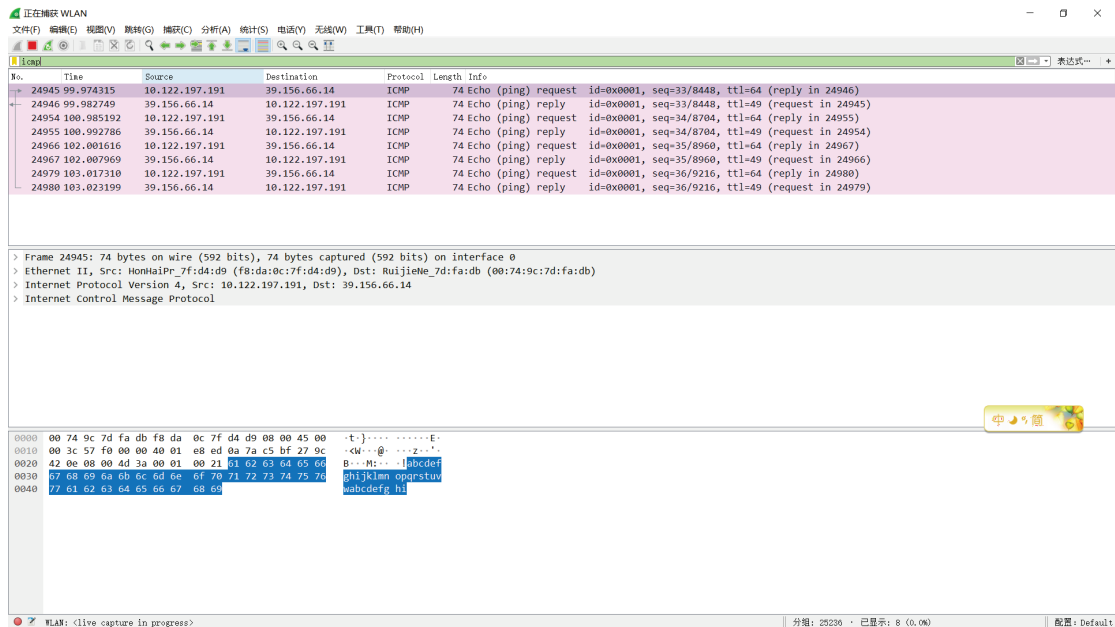 正在捕获 WLAN
文件(F) 编辑(E) 视图(V) 跳转(G) 捕获(C) 分析(A) 统计(S) 电话(Y) 无线(W) 工具(T) 帮助(H)
icmp 表达式…
No. Time Source Destination Protocol Length Info
24945 99.974315 10.122.197.191 39.156.66.14 ICMP 74 Echo (ping) request id=0x0001, seq=33/8448, ttl=64 (reply in 24946)
24946 99.982749 39.156.66.14 10.122.197.191 ICMP 74 Echo (ping) reply id=0x0001, seq=33/8448, ttl=49 (request in 24945)
24954 100.985192 10.122.197.191 39.156.66.14 ICMP 74 Echo (ping) request id=0x0001, seq=34/8704, ttl=64 (reply in 24955)
24955 100.992786 39.156.66.14 10.122.197.191 ICMP 74 Echo (ping) reply id=0x0001, seq=34/8704, ttl=49 (request in 24954)
24966 102.001616 10.122.197.191 39.156.66.14 ICMP 74 Echo (ping) request id=0x0001, seq=35/8960, ttl=64 (reply in 24967)
24967 102.007969 39.156.66.14 10.122.197.191 ICMP 74 Echo (ping) reply id=0x0001, seq=35/8960, ttl=49 (request in 24966)
24979 103.017310 10.122.197.191 39.156.66.14 ICMP 74 Echo (ping) request id=0x0001, seq=36/9216, ttl=64 (reply in 24980)
24980 103.023199 39.156.66.14 10.122.197.191 ICMP 74 Echo (ping) reply id=0x0001, seq=36/9216, ttl=49 (request in 24979)
Frame 24945: 74 bytes on wire (592 bits), 74 bytes captured (592 bits) on interface 0
Ethernet II, Src: HonHaiPr_7f:d4:d9 (f8:da:0c:7f:d4:d9), Dst: RuijieNe_7d:fa:db (00:74:9c:7d:fa:db)
Internet Protocol Version 4, Src: 10.122.197.191, Dst: 39.156.66.14
Internet Control Message Protocol
0000 00 74 9c 7d fa db f8 da 0c 7f d4 d9 08 00 45 00 ·t·}···· ······E·
0010 00 3c 57 f0 00 00 40 01 e8 ed 0a 7a c5 bf 27 9c ·<W···@· ···z··'·
0020 42 0e 08 00 4d 3a 00 01 00 21 61 62 63 64 65 66 B···M:·· ·!abcdef
0030 67 68 69 6a 6b 6c 6d 6e 6f 70 71 72 73 74 75 76 ghijklmn opqrstuv
0040 77 61 62 63 64 65 66 67 68 69 wabcdefg hi
WLAN: <live capture in progress> 分组: 25236 · 已显示: 8 (0.0%) 配置: Default